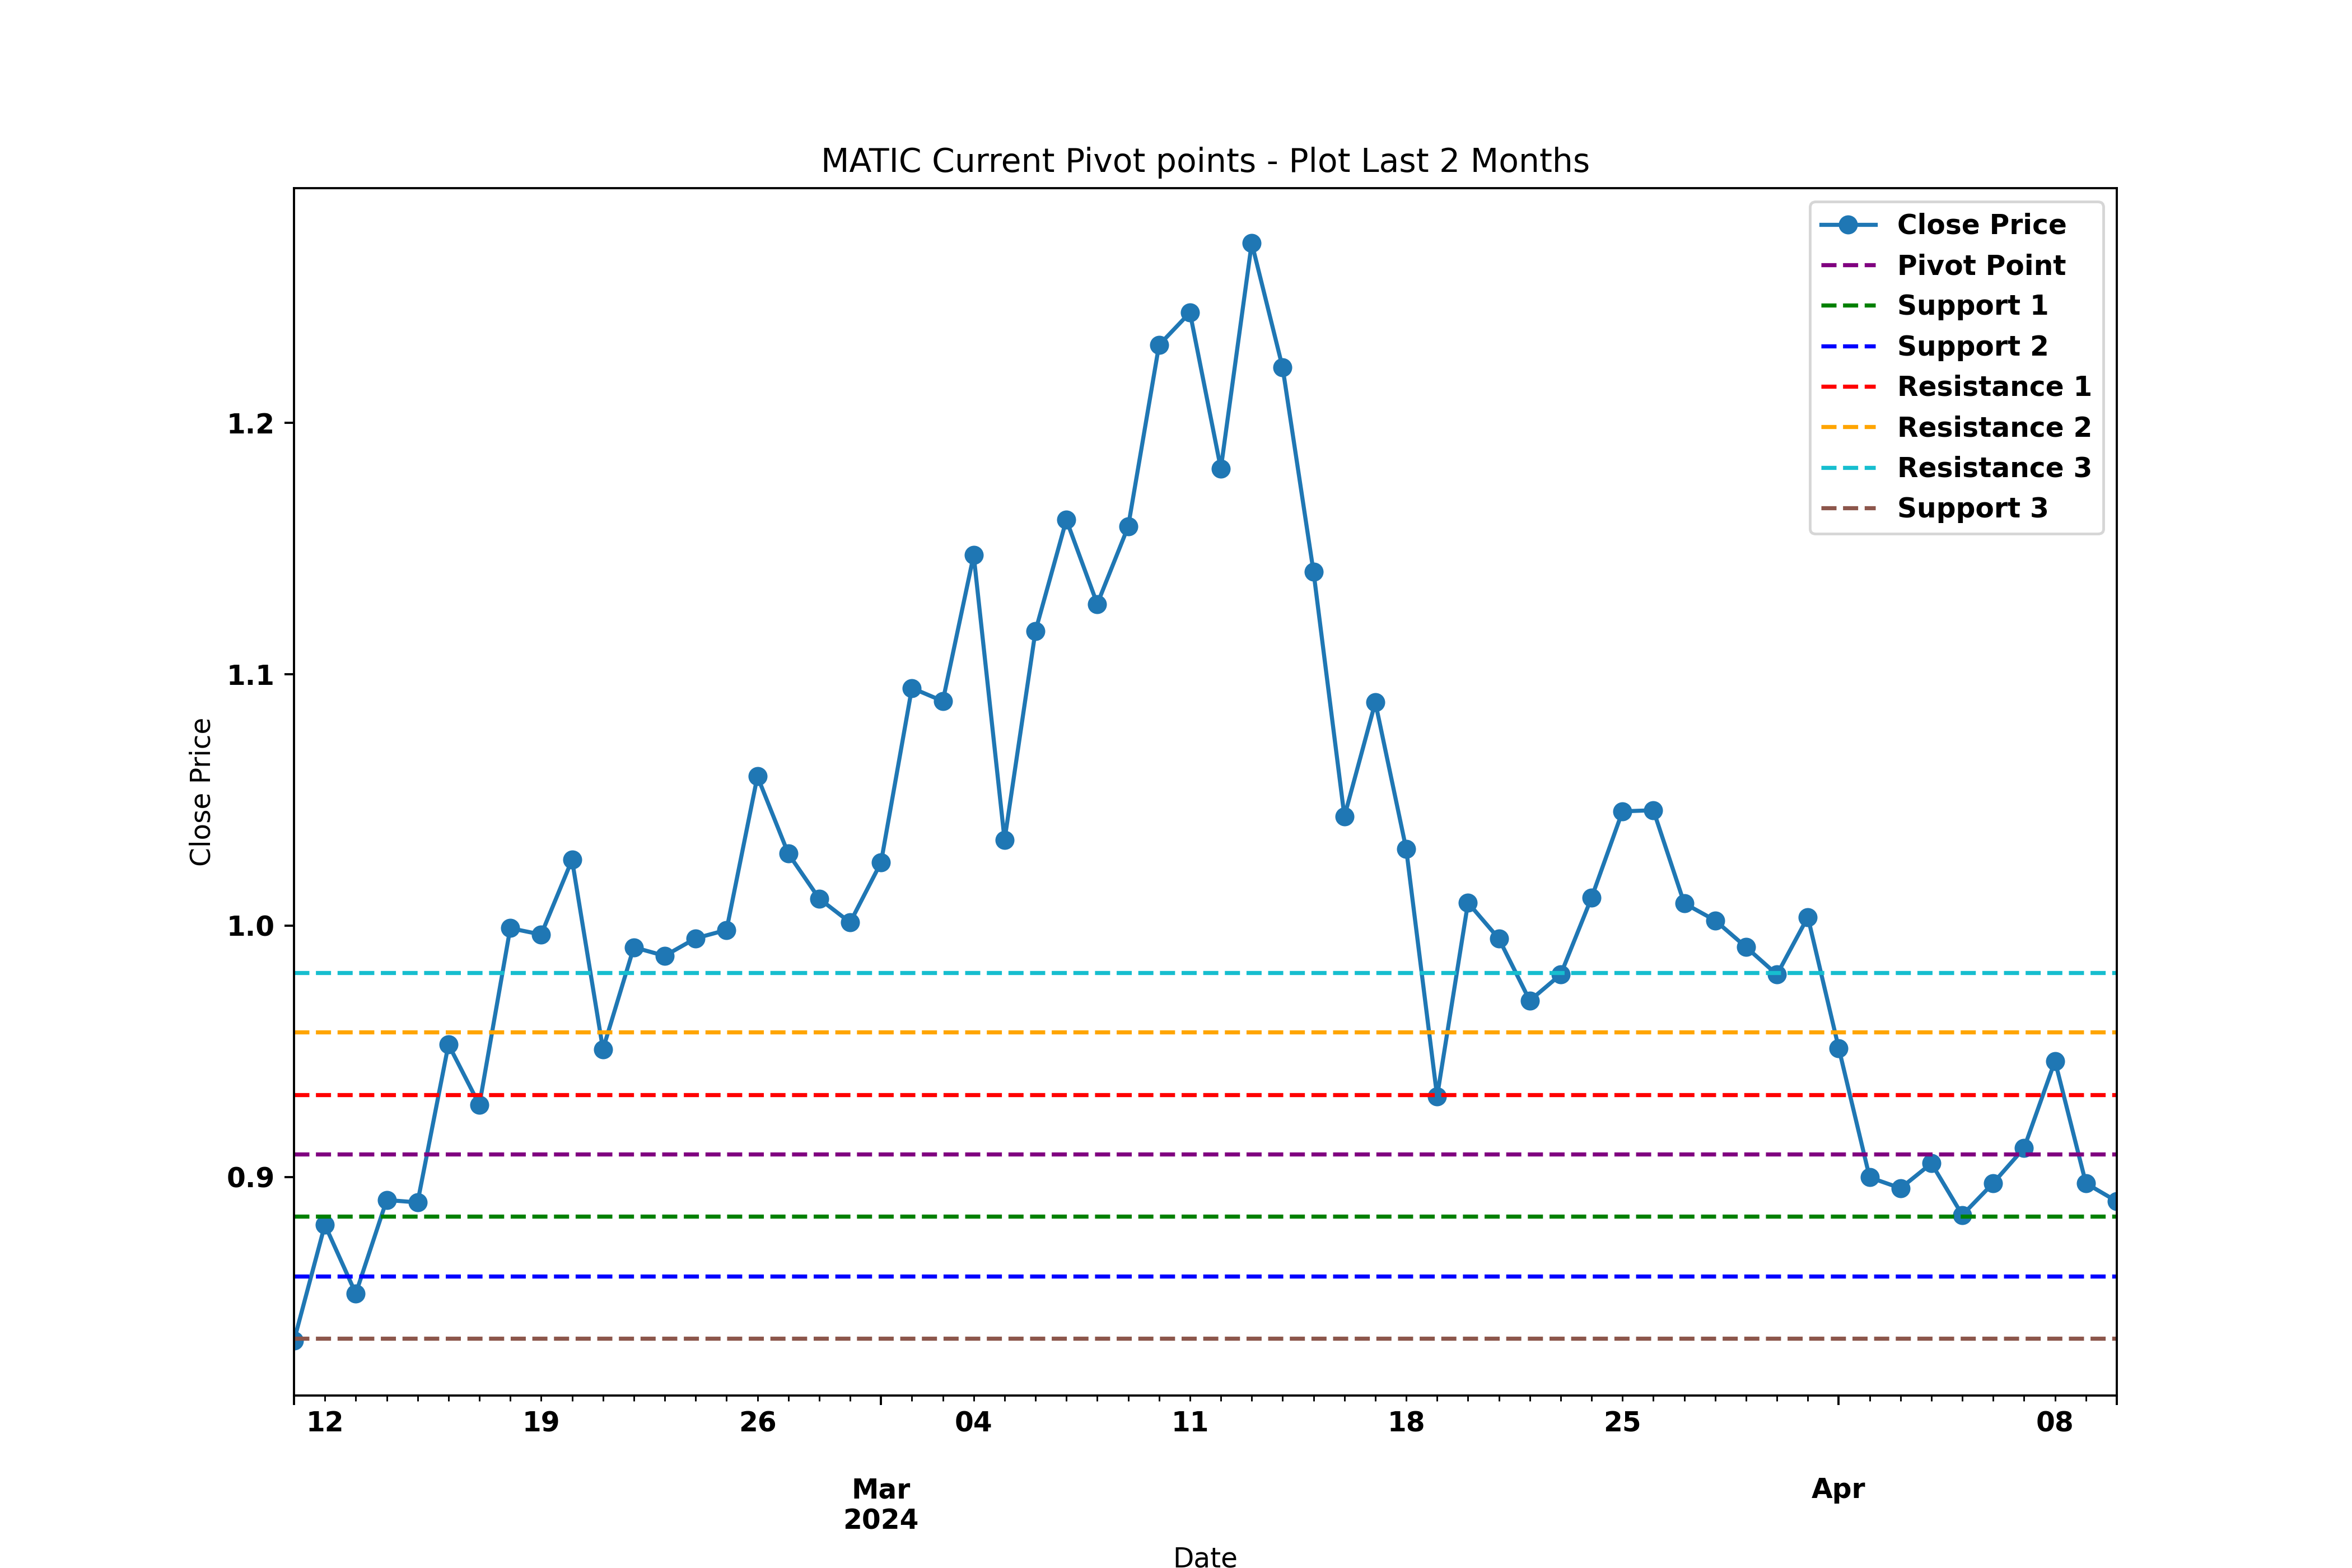 MATIC Current Pivot points - Plot Last 2 Months
Close Price
Pivot Point
Support 1
Support 2
Resistance 1
Resistance 2
Resistance 3
Support 3
1.2
1.1
1.0
0.9
Close Price
12 19 26 04 11 18 25 08
Mar Apr
2024
Date